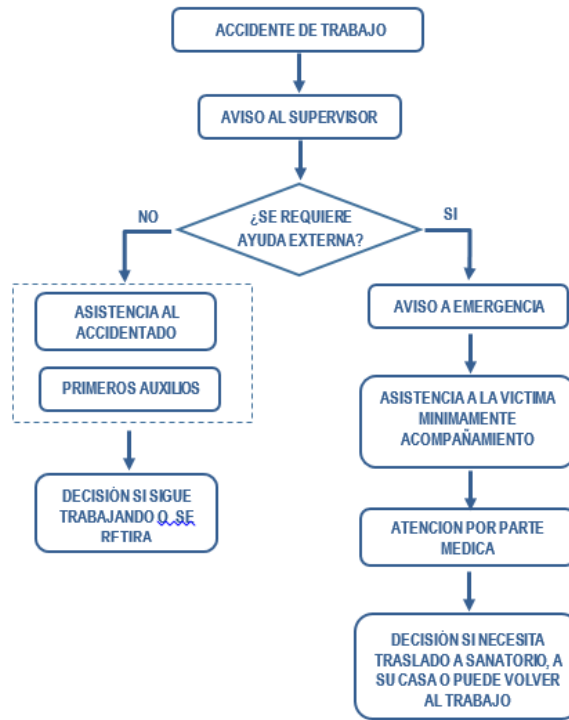 ACCIDENTE DE TRABAJO
AVISO AL SUPERVISOR
¿SE REQUIERE
AYUDA EXTERNA?
NO
SI
ASISTENCIA AL
ACCIDENTADO
PRIMEROS AUXILIOS
DECISIÓN SI SIGUE
TRABAJANDO O SE
RETIRA
AVISO A EMERGENCIA
ASISTENCIA A LA VICTIMA
MINIMAMENTE
ACOMPAÑAMIENTO
ATENCION POR PARTE
MEDICA
DECISIÓN SI NECESITA
TRASLADO A SANATORIO, A
SU CASA O PUEDE VOLVER
AL TRABAJO